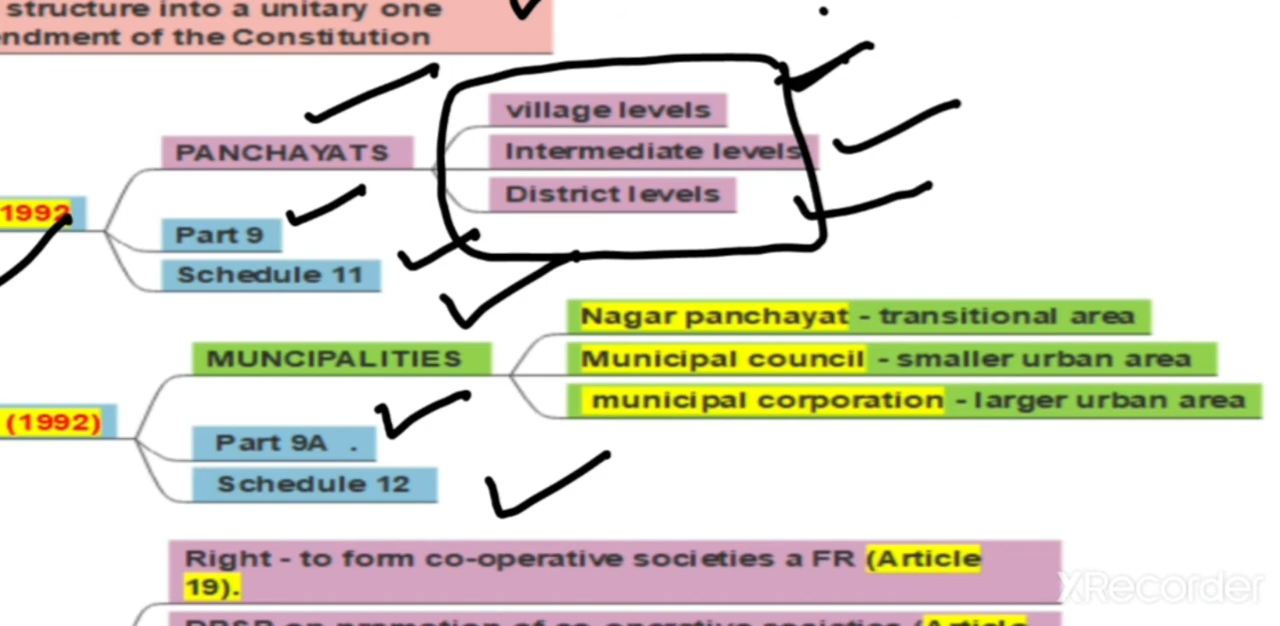 structure into a unitary one
endment of the Constitution
village levels
PANCHAYATS
Intermediate levels
District levels
1992
Part 9
Schedule 11
Nagar panchayat - transitional area
MUNCIPALITIES
Municipal council - smaller urban area
municipal corporation - larger urban area
(1992)
Part 9A .
Schedule 12
Right - to form co-operative societies a FR (Article
19).
XRecorder